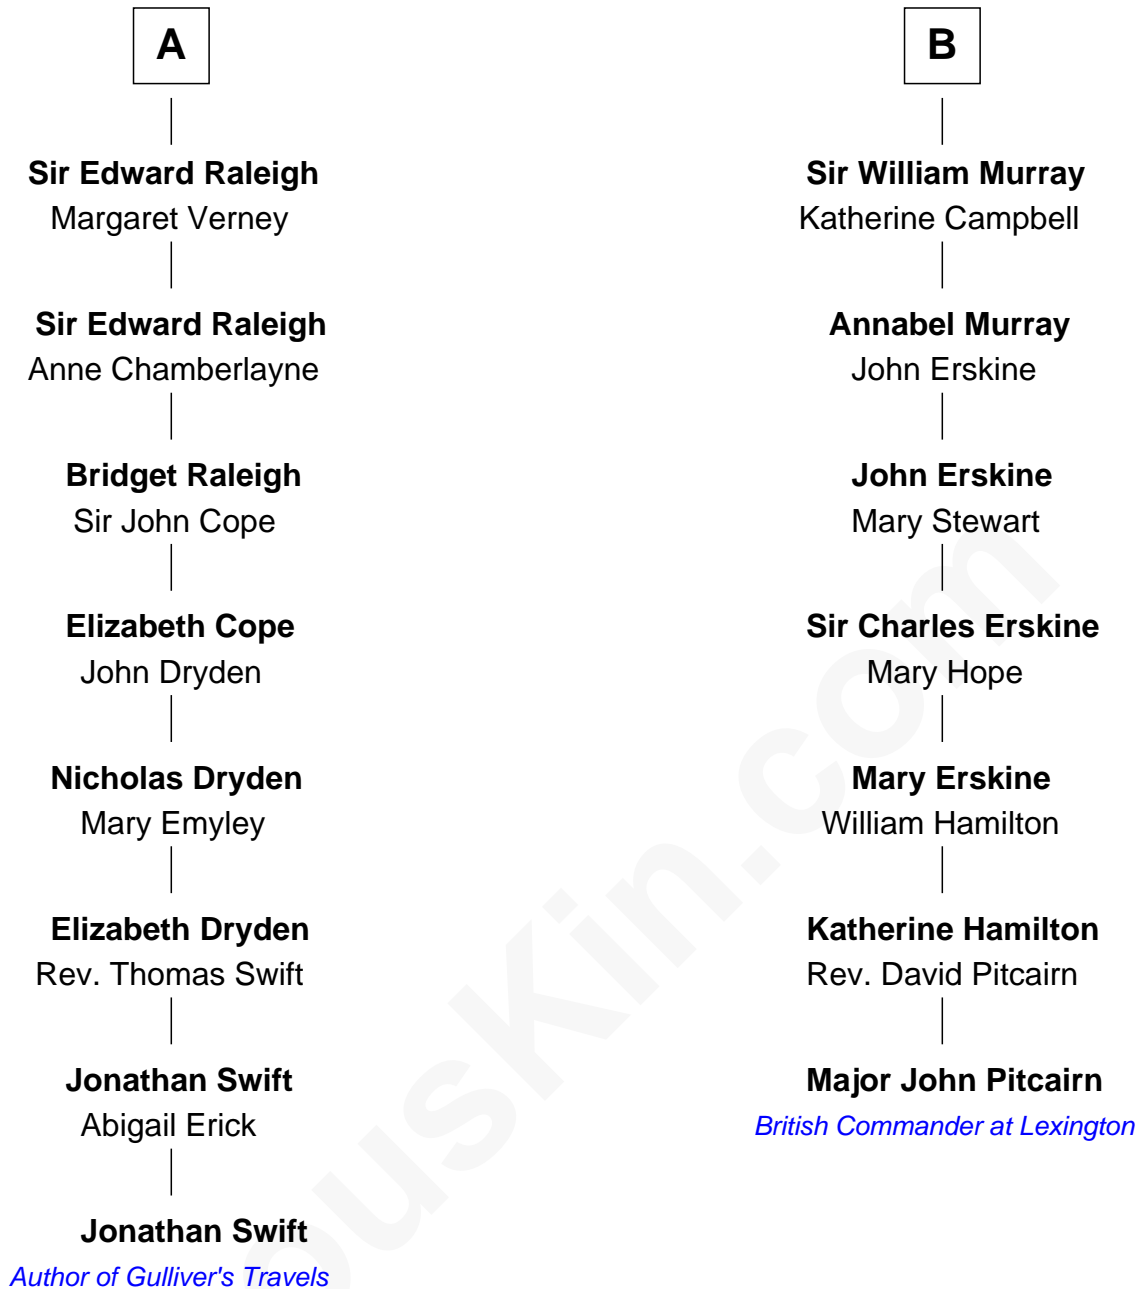 A
Sir Edward Raleigh
Margaret Verney
Sir Edward Raleigh
Anne Chamberlayne
Bridget Raleigh
Sir John Cope
Elizabeth Cope
John Dryden
Nicholas Dryden
Mary Emyley
Elizabeth Dryden
Rev. Thomas Swift
Jonathan Swift
Abigail Erick
Jonathan Swift
Author of Gulliver's Travels
B
Sir William Murray
Katherine Campbell
Annabel Murray
John Erskine
John Erskine
Mary Stewart
Sir Charles Erskine
Mary Hope
Mary Erskine
William Hamilton
Katherine Hamilton
Rev. David Pitcairn
Major John Pitcairn
British Commander at Lexington
ousKin.com